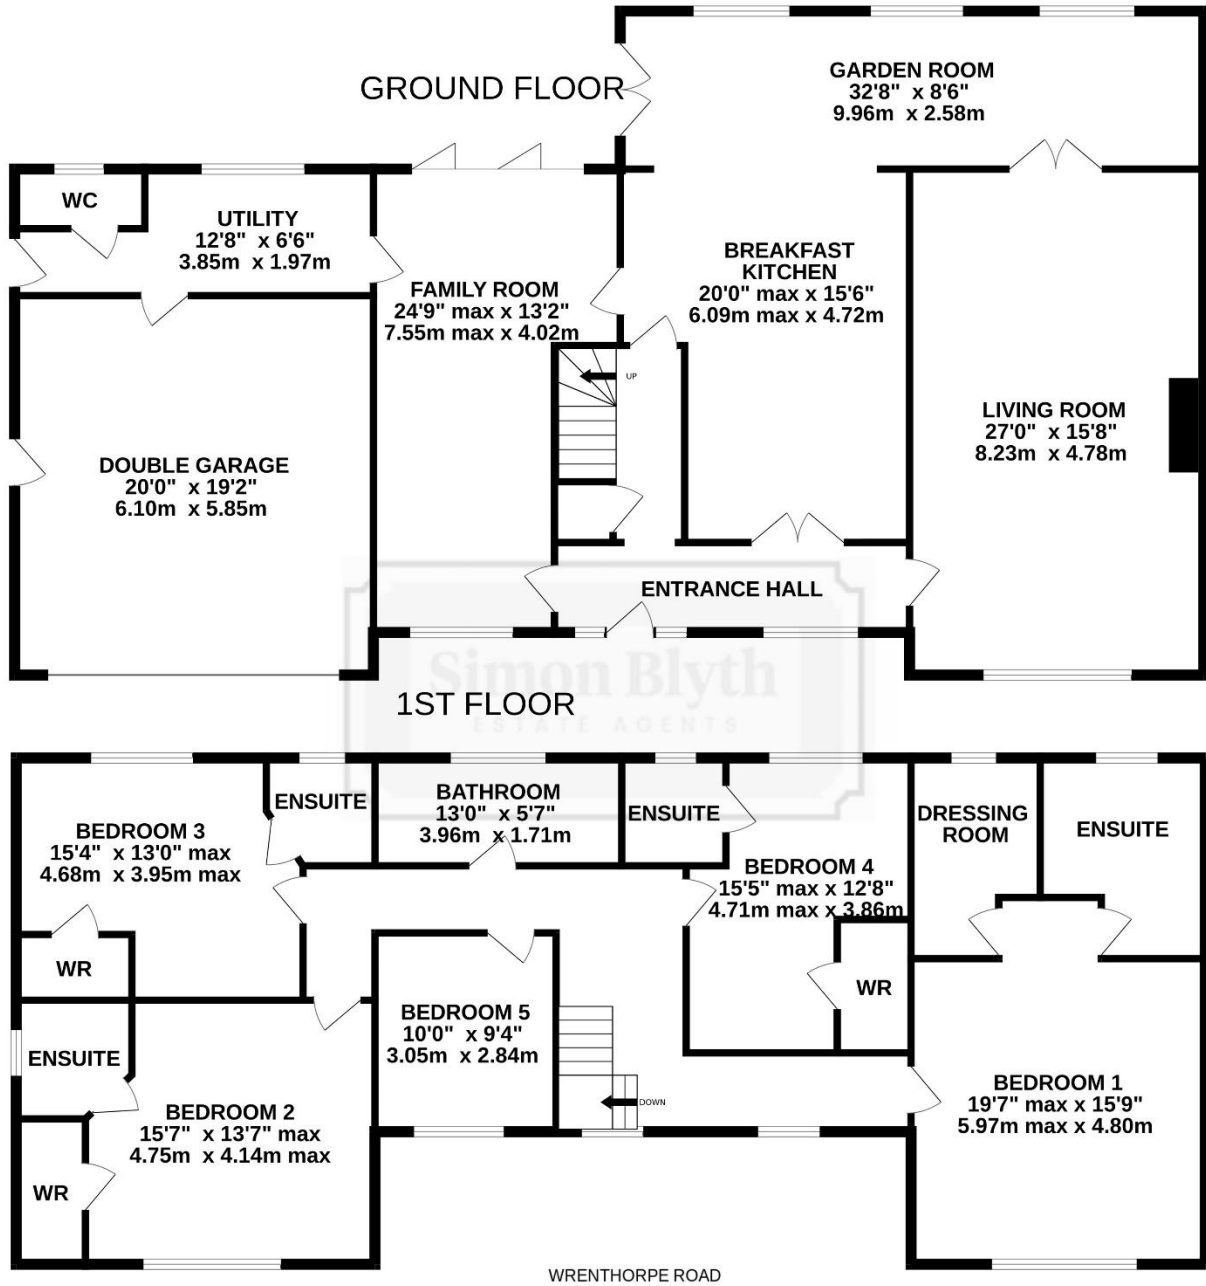 GROUND FLOOR
GARDEN ROOM
32'8" x 8'6"
9.96m x 2.58m
WC
UTILITY
12'8" x 6'6"
3.85m x 1.97m
FAMILY ROOM
24'9" max x 13'2"
7.55m max x 4.02m
BREAKFAST
KITCHEN
20'0" max x 15'6"
6.09m max x 4.72m
UP
LIVING ROOM
27'0" x 15'8"
8.23m x 4.78m
DOUBLE GARAGE
20'0" x 19'2"
6.10m x 5.85m
ENTRANCE HALL
Simon Blyth
ESTATE AGENTS
1ST FLOOR
BEDROOM 3
15'4" x 13'0" max
4.68m x 3.95m max
ENSUITE
BATHROOM
13'0" x 5'7"
3.96m x 1.71m
ENSUITE
BEDROOM 4
15'5" max x 12'8"
4.71m max x 3.86m
DRESSING
ROOM
ENSUITE
WR
WR
ENSUITE
BEDROOM 5
10'0" x 9'4"
3.05m x 2.84m
DOWN
BEDROOM 2
15'7" x 13'7" max
4.75m x 4.14m max
WR
BEDROOM 1
19'7" max x 15'9"
5.97m max x 4.80m
WRENTHORPE ROAD